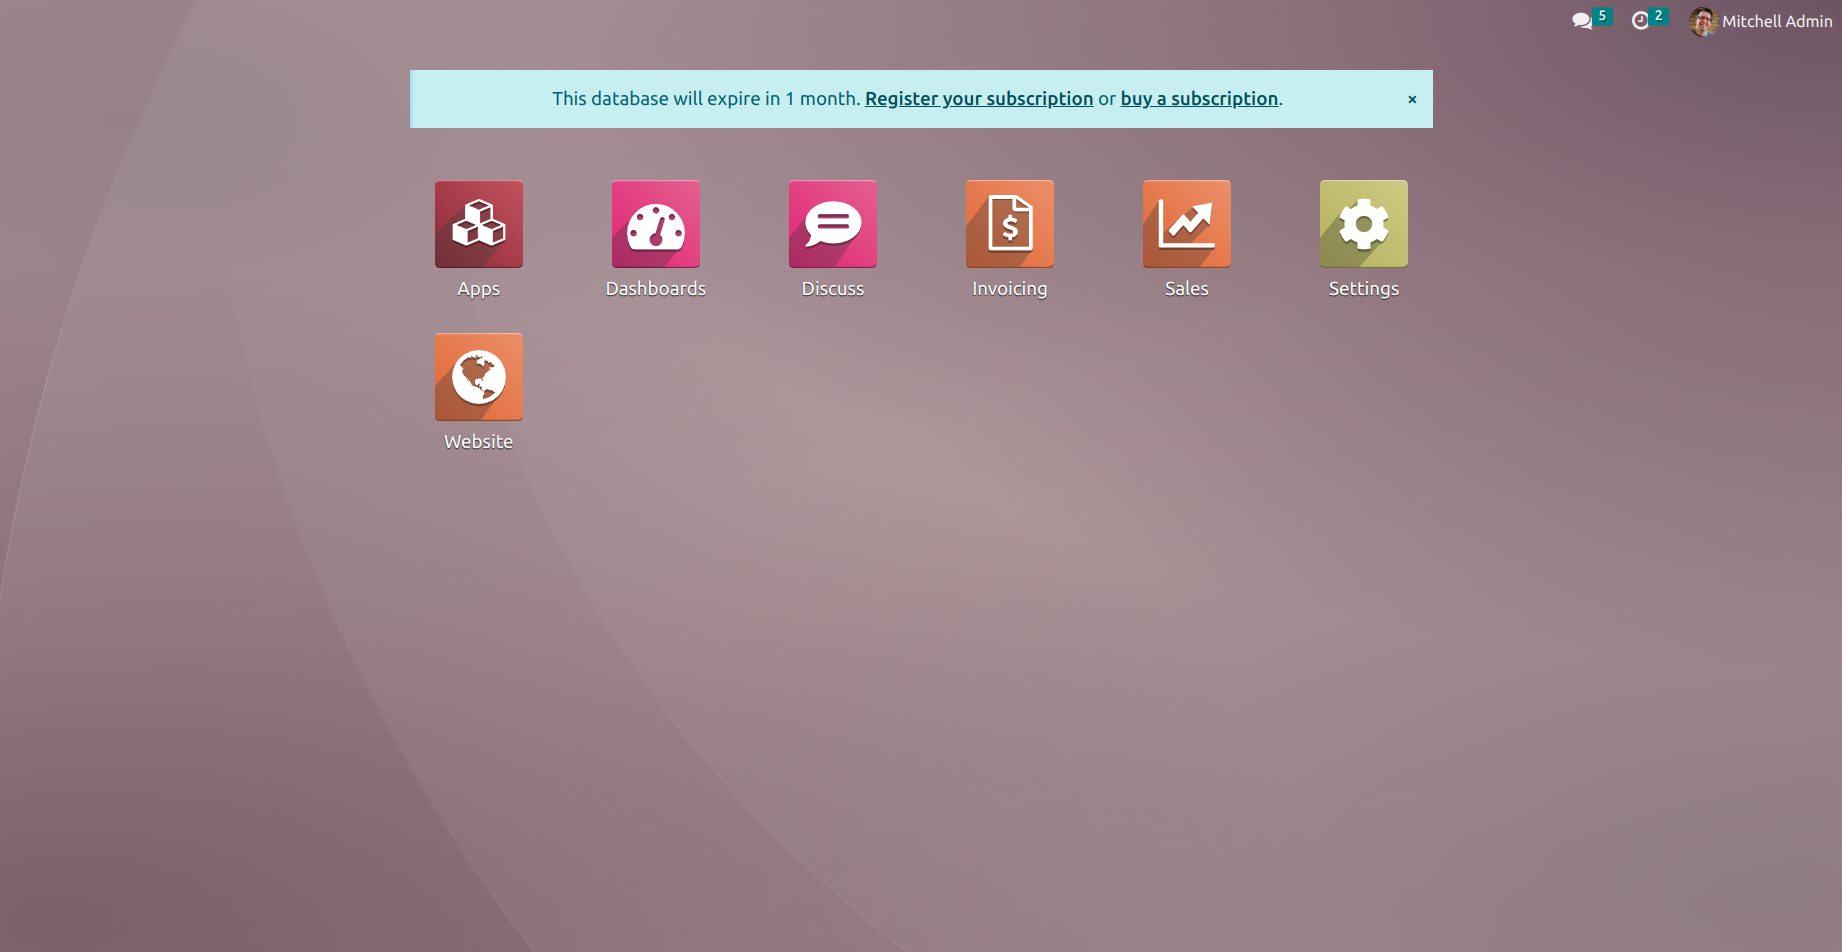 5 2 Mitchell Admin
This database will expire in 1 month. Register your subscription or buy a subscription. ×
Apps Dashboards Discuss Invoicing Sales Settings
Website